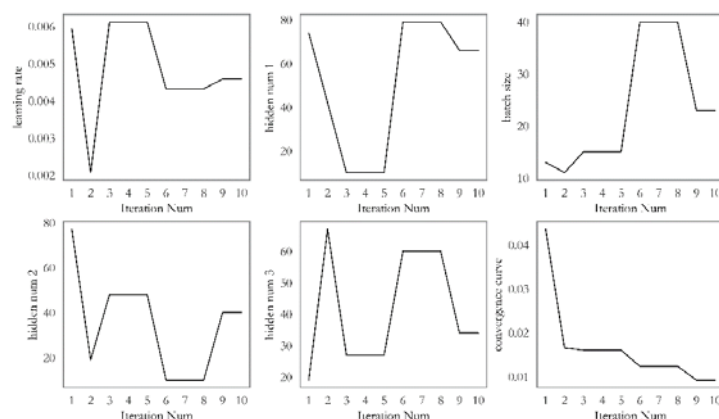 learning rate
0.006
0.005
0.004
0.003
0.002
1 2 3 4 5 6 7 8 9 10
Iteration Num
hidden num 1
80
60
40
20
1 2 3 4 5 6 7 8 9 10
Iteration Num
batch size
40
30
20
10
1 2 3 4 5 6 7 8 9 10
Iteration Num
hidden num 2
80
60
40
20
1 2 3 4 5 6 7 8 9 10
Iteration Num
hidden num 3
60
50
40
30
20
1 2 3 4 5 6 7 8 9 10
Iteration Num
convergence curve
0.04
0.03
0.02
0.01
1 2 3 4 5 6 7 8 9 10
Iteration Num